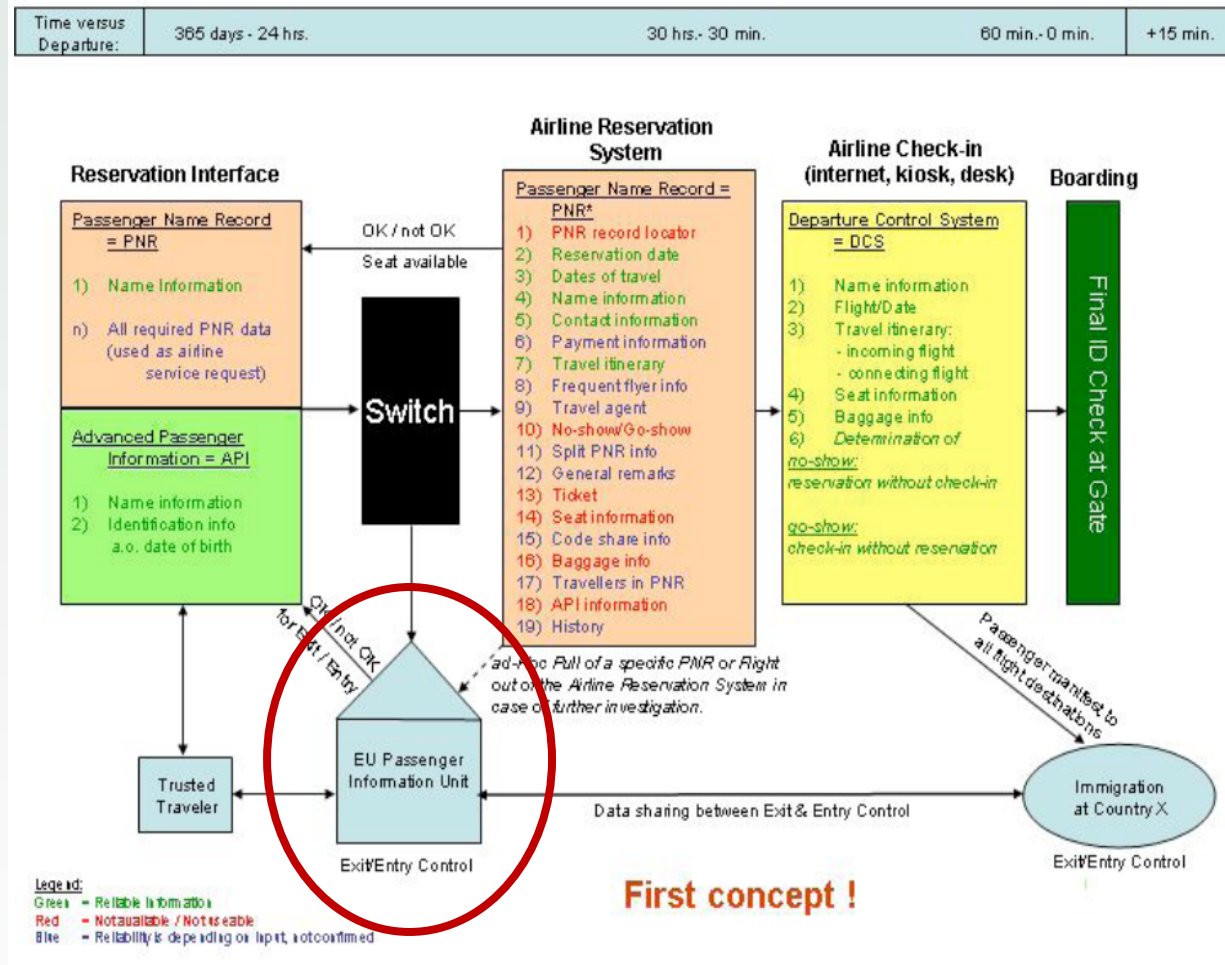 Time versus
Departure:
365 days - 24 hrs.
30 hrs.- 30 min.
60 min.- 0 min.
+15 min.
Reservation Interface
Passenger Name Record
= PNR
1) Name Information
n) All required PNR data
(used as airline
service request)
Advanced Passenger
Information = API
1) Name information
2) Identification info
a.o. date of birth
OK / not OK
Seat available
Switch
Airline Reservation
System
Passenger Name Record =
PNR*
1) PNR record locator
2) Reservation date
3) Dates of travel
4) Name information
5) Contact information
6) Payment information
7) Travel itinerary
8) Frequent flyer info
9) Travel agent
10) No-show/Go-show
11) Split PNR info
12) General remarks
13) Ticket
14) Seat information
15) Code share info
16) Baggage info
17) Travellers in PNR
18) API information
19) History
Airline Check-in
(internet, kiosk, desk)
Departure Control System
= DCS
1) Name information
2) Flight/Date
3) Travel itinerary:
- incoming flight
- connecting flight
4) Seat information
5) Baggage info
6) Determination of
no-show:
reservation without check-in
go-show:
check-in without reservation
Boarding
Final ID Check at Gate
OK / not OK
for Exit / Entry
ad-Hoc Pull of a specific PNR or Flight
out of the Airline Reservation System in
case of further investigation.
Passenger manifest to
all flight destinations
Trusted
Traveler
EU Passenger
Information Unit
Exit/Entry Control
Data sharing between Exit & Entry Control
Immigration
at Country X
Exit/Entry Control
First concept !
Legend:
Green = Reliable Information
Red = Not available / Not useable
Blue = Reliability is depending on Input, not confirmed